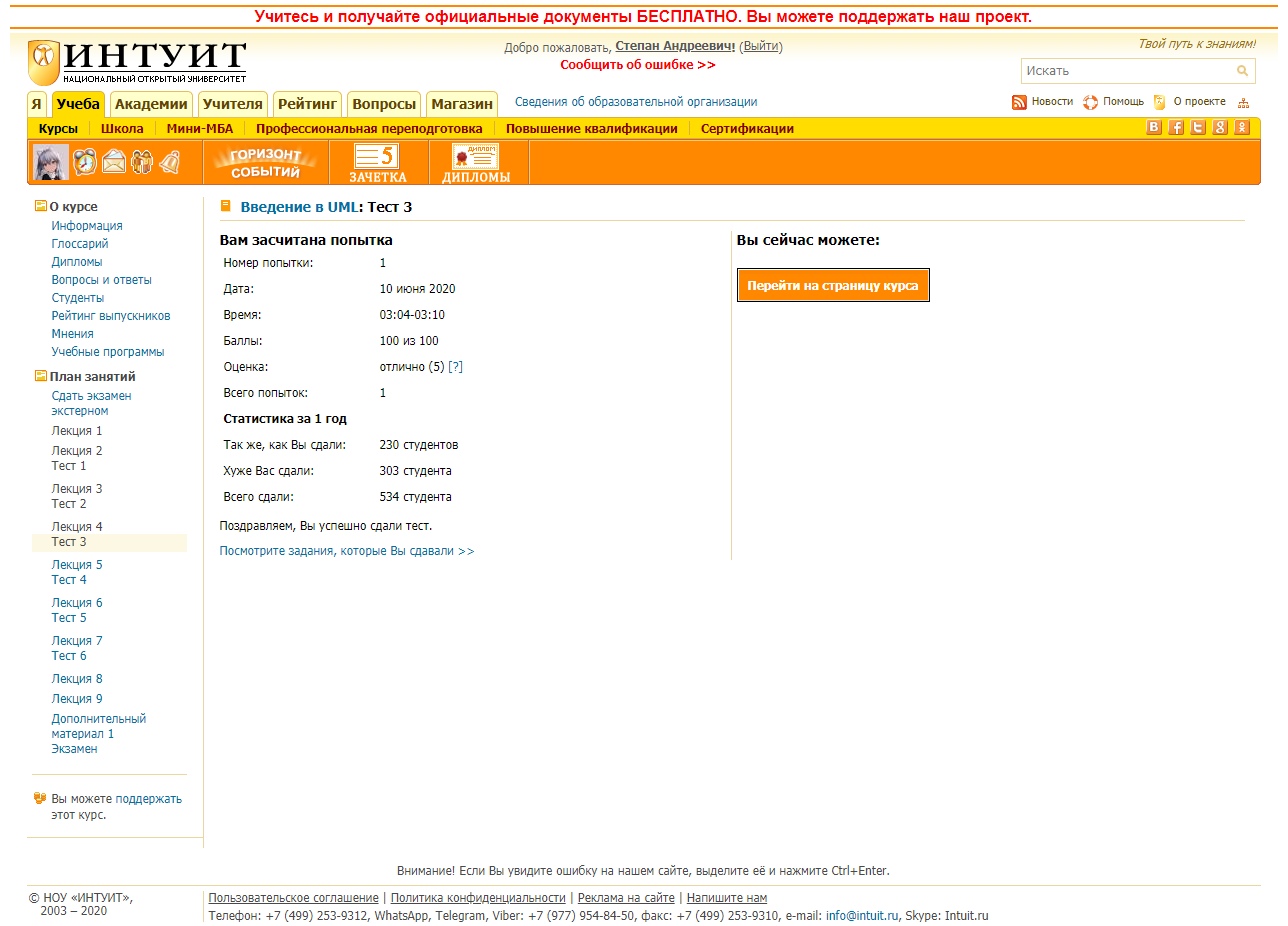 Учитесь и получайте официальные документы БЕСПЛАТНО. Вы можете поддержать наш проект.
ИНТУИТ
НАЦИОНАЛЬНЫЙ ОТКРЫТЫЙ УНИВЕРСИТЕТ
Добро пожаловать, Степан Андреевич! (Выйти)
Сообщить об ошибке >>
Твой путь к знаниям!
Искать
Я Учеба Академии Учителя Рейтинг Вопросы Магазин Сведения об образовательной организации Новости Помощь О проекте
Курсы Школа Мини-МБА Профессиональная переподготовка Повышение квалификации Сертификации
ГОРИЗОНТ СОБЫТИЙ
5 ЗАЧЕТКА
ДИПЛОМ ДИПЛОМЫ
О курсе
Информация
Глоссарий
Дипломы
Вопросы и ответы
Студенты
Рейтинг выпускников
Мнения
Учебные программы
План занятий
Сдать экзамен
экстерном
Лекция 1
Лекция 2
Тест 1
Лекция 3
Тест 2
Лекция 4
Тест 3
Лекция 5
Тест 4
Лекция 6
Тест 5
Лекция 7
Тест 6
Лекция 8
Лекция 9
Дополнительный
материал 1
Экзамен
Вы можете поддержать
этот курс.
Введение в UML: Тест 3
Вам засчитана попытка
Номер попытки: 1
Дата: 10 июня 2020
Время: 03:04-03:10
Баллы: 100 из 100
Оценка: отлично (5) [?]
Всего попыток: 1
Статистика за 1 год
Так же, как Вы сдали: 230 студентов
Хуже Вас сдали: 303 студента
Всего сдали: 534 студента
Поздравляем, Вы успешно сдали тест.
Посмотрите задания, которые Вы сдавали >>
Вы сейчас можете:
Перейти на страницу курса
Внимание! Если Вы увидите ошибку на нашем сайте, выделите её и нажмите Ctrl+Enter.
© НОУ «ИНТУИТ»,
2003 – 2020
Пользовательское соглашение | Политика конфиденциальности | Реклама на сайте | Напишите нам
Телефон: +7 (499) 253-9312, WhatsApp, Telegram, Viber: +7 (977) 954-84-50, факс: +7 (499) 253-9310, e-mail: info@intuit.ru, Skype: Intuit.ru